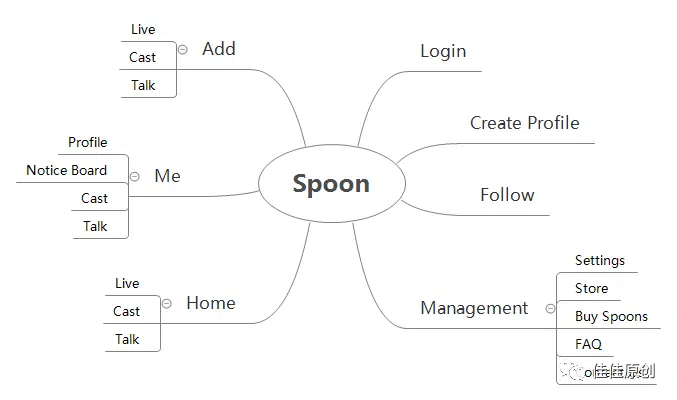 Live
Cast
Talk
Add
Login
Create Profile
Follow
Profile
Notice Board
Cast
Talk
Me
Spoon
Live
Cast
Talk
Home
Management
Settings
Store
Buy Spoons
FAQ
佳佳原创